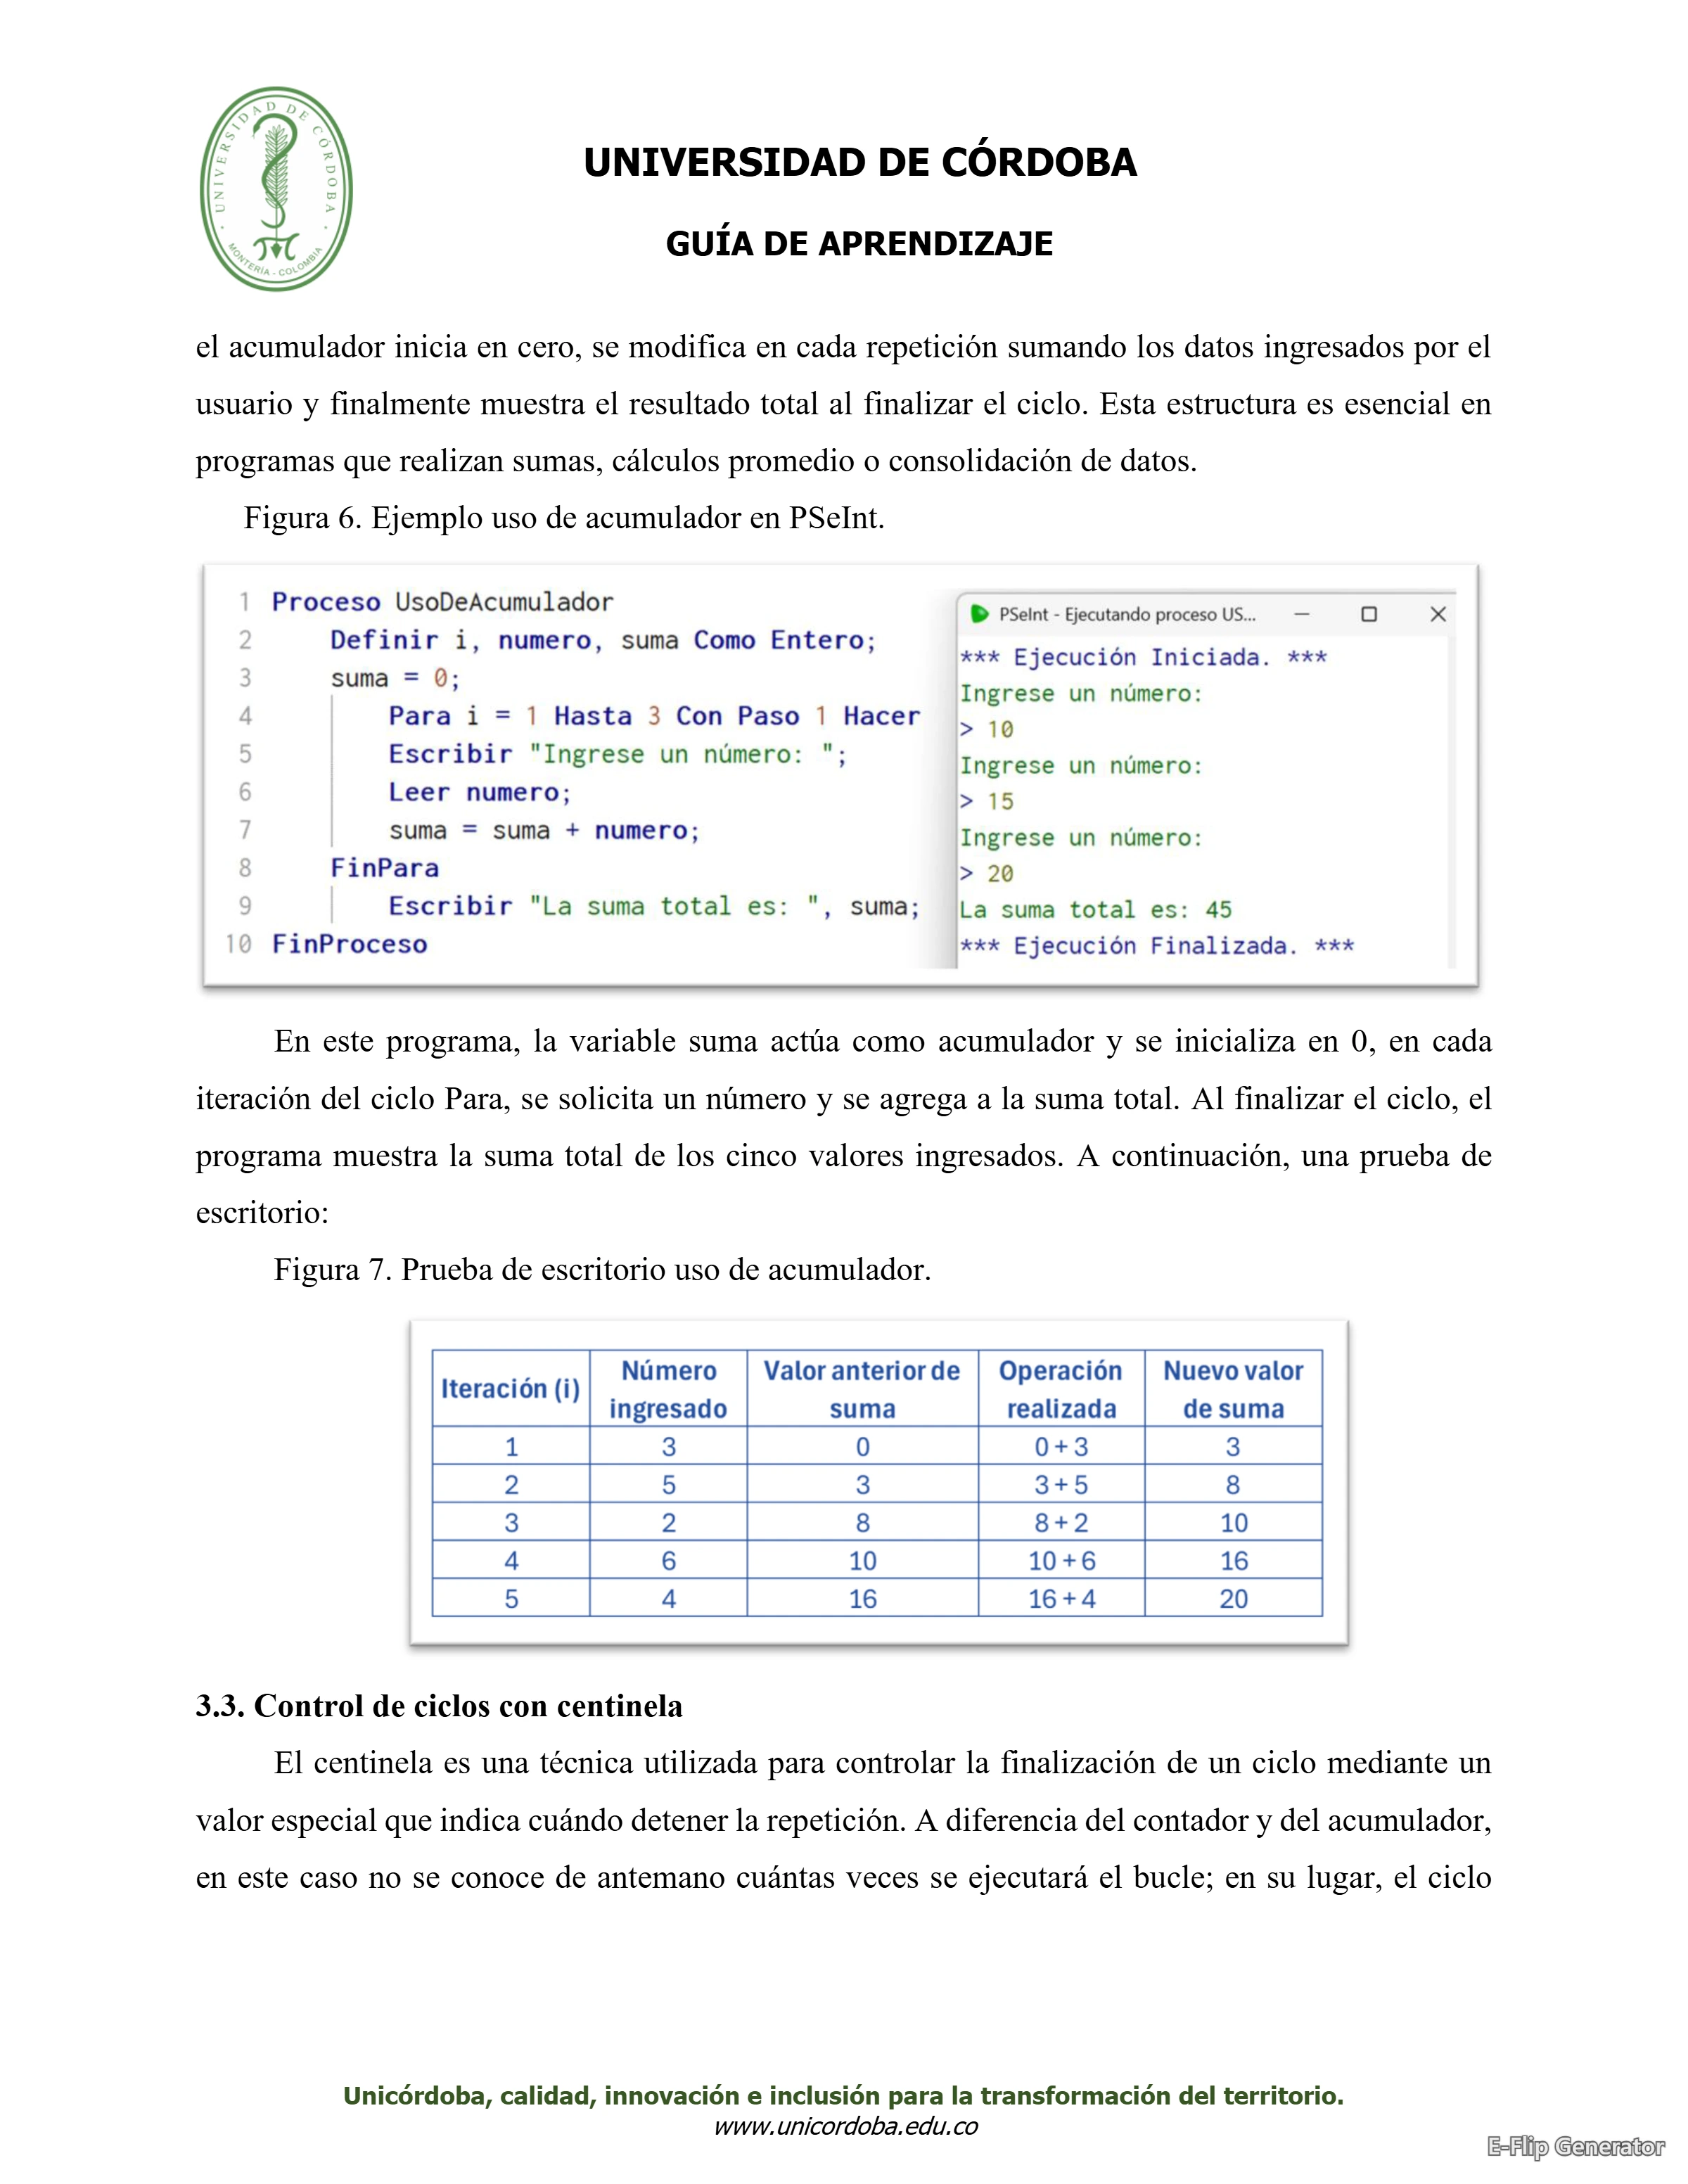 UNIVERSIDAD DE CÓRDOBA
MONTERÍA - COLOMBIA
UNIVERSIDAD DE CÓRDOBA
GUÍA DE APRENDIZAJE
el acumulador inicia en cero, se modifica en cada repetición sumando los datos ingresados por el
usuario y finalmente muestra el resultado total al finalizar el ciclo. Esta estructura es esencial en
programas que realizan sumas, cálculos promedio o consolidación de datos.
Figura 6. Ejemplo uso de acumulador en PSeInt.
1 Proceso UsoDeAcumulador
2 Definir i, numero, suma Como Entero;
3 suma = 0;
4 Para i = 1 Hasta 3 Con Paso 1 Hacer
5 Escribir "Ingrese un número: ";
6 Leer numero;
7 suma = suma + numero;
8 FinPara
9 Escribir "La suma total es: ", suma;
10 FinProceso
PSeInt - Ejecutando proceso US...
*** Ejecución Iniciada. ***
Ingrese un número:
> 10
Ingrese un número:
> 15
Ingrese un número:
> 20
La suma total es: 45
*** Ejecución Finalizada. ***
En este programa, la variable suma actúa como acumulador y se inicializa en 0, en cada
iteración del ciclo Para, se solicita un número y se agrega a la suma total. Al finalizar el ciclo, el
programa muestra la suma total de los cinco valores ingresados. A continuación, una prueba de
escritorio:
Figura 7. Prueba de escritorio uso de acumulador.
Iteración (i) Número ingresado Valor anterior de suma Operación realizada Nuevo valor de suma
1 3 0 0 + 3 3
2 5 3 3 + 5 8
3 2 8 8 + 2 10
4 6 10 10 + 6 16
5 4 16 16 + 4 20
3.3. Control de ciclos con centinela
El centinela es una técnica utilizada para controlar la finalización de un ciclo mediante un
valor especial que indica cuándo detener la repetición. A diferencia del contador y del acumulador,
en este caso no se conoce de antemano cuántas veces se ejecutará el bucle; en su lugar, el ciclo
Unicórdoba, calidad, innovación e inclusión para la transformación del territorio.
www.unicordoba.edu.co
E-Flip Generator